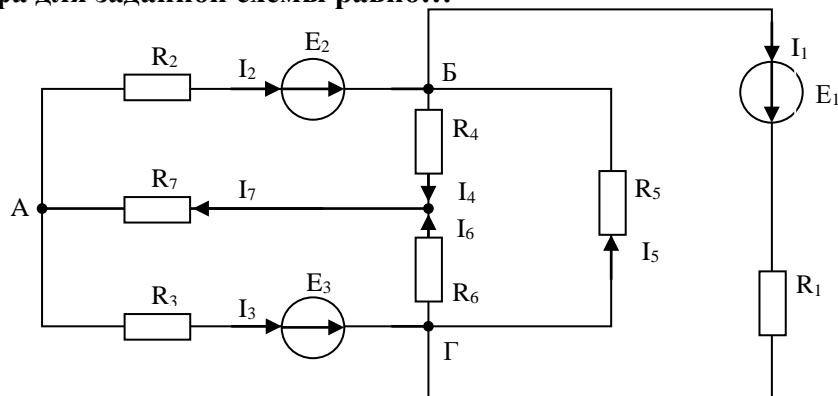 фа для заданной схемы равно...
I₁
E₁
R₂
I₂
E₂
Б
R₄
R₇
I₇
А
I₄
I₆
R₅
I₅
R₃
I₃
E₃
R₆
Г
R₁